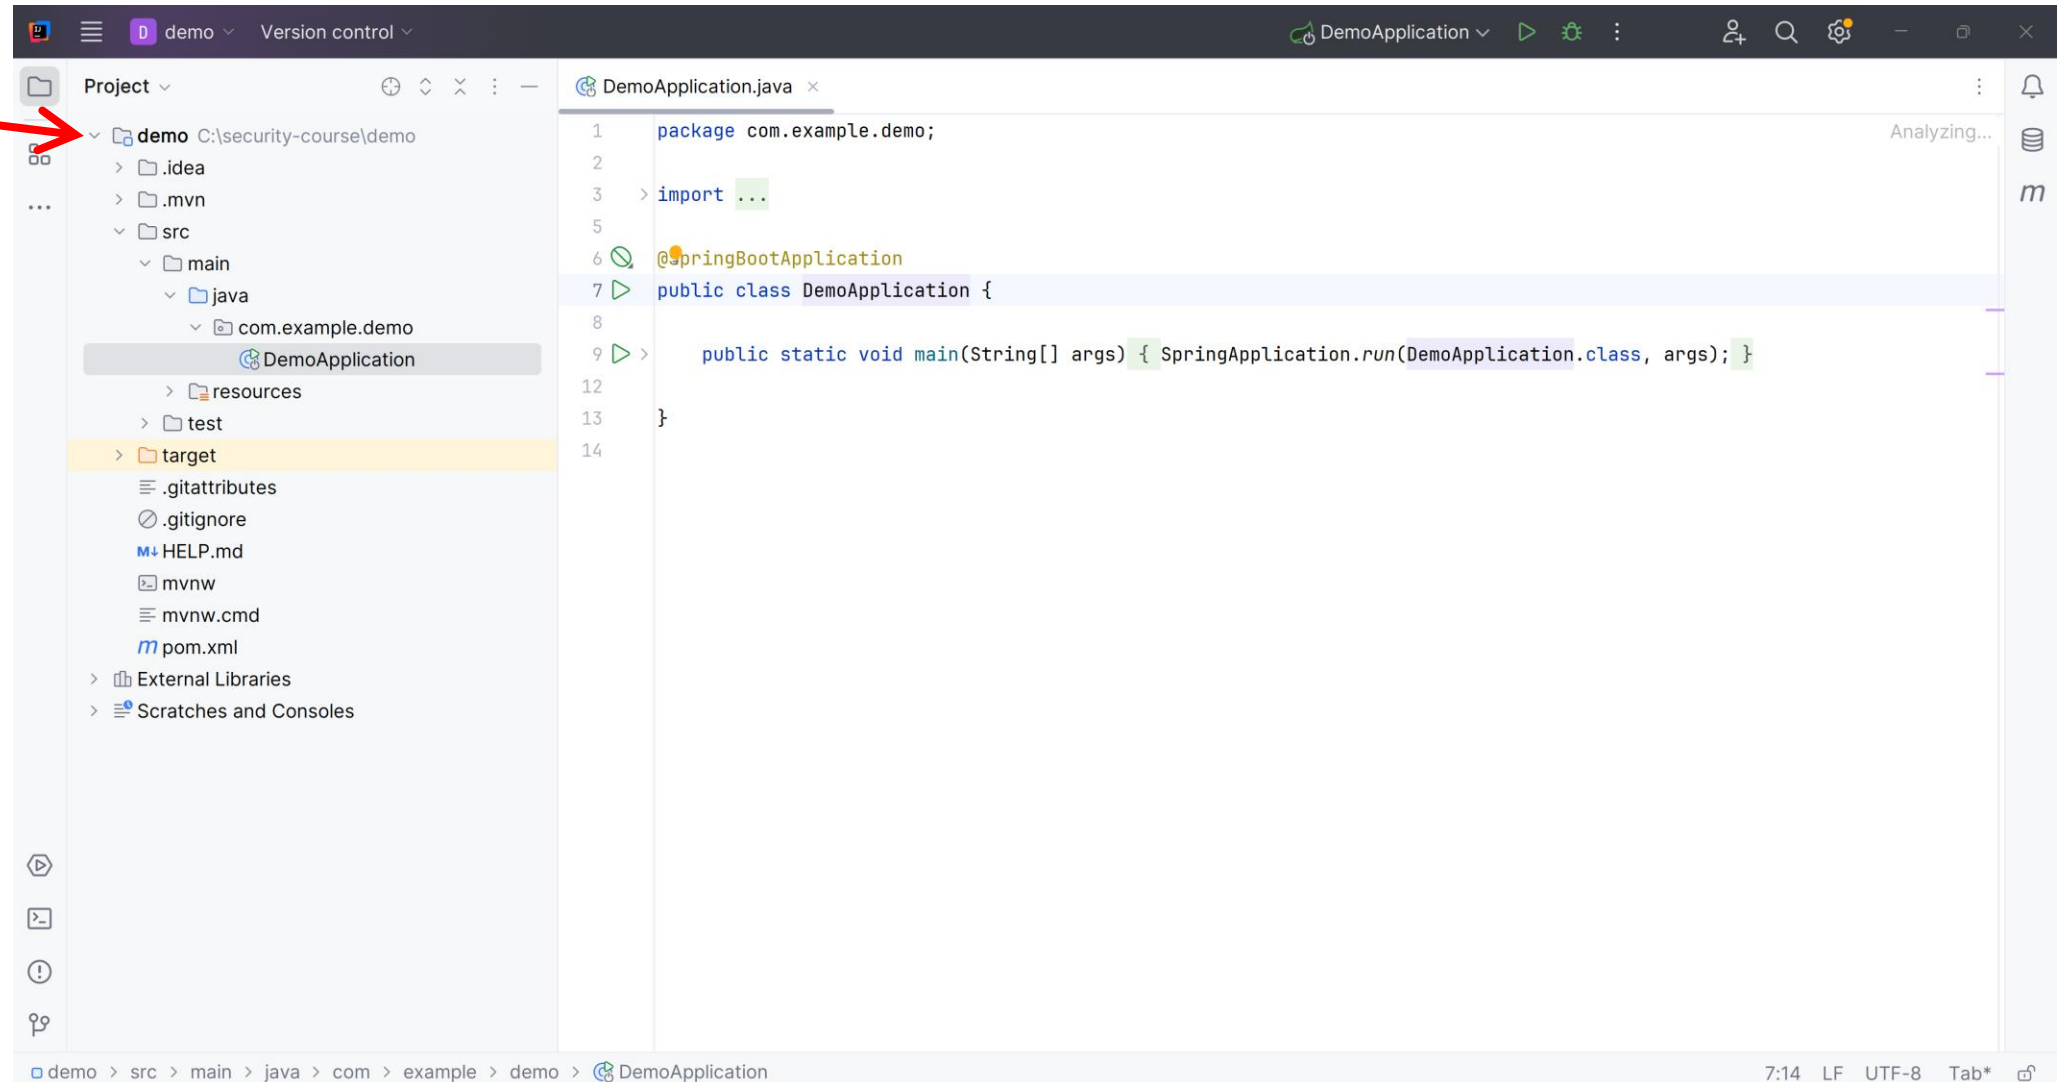 D demo Version control DemoApplication
Project DemoApplication.java
demo C:\security-course\demo
.idea
.mvn
src
main
java
com.example.demo
DemoApplication
resources
test
target
.gitattributes
.gitignore
M↓ HELP.md
mvnw
mvnw.cmd
m pom.xml
External Libraries
Scratches and Consoles
1 package com.example.demo;
Analyzing...
2
3 import ...
5
6 @SpringBootApplication
7 public class DemoApplication {
8
9 public static void main(String[] args) { SpringApplication.run(DemoApplication.class, args); }
12
13 }
14
m
demo > src > main > java > com > example > demo > DemoApplication
7:14 LF UTF-8 Tab*